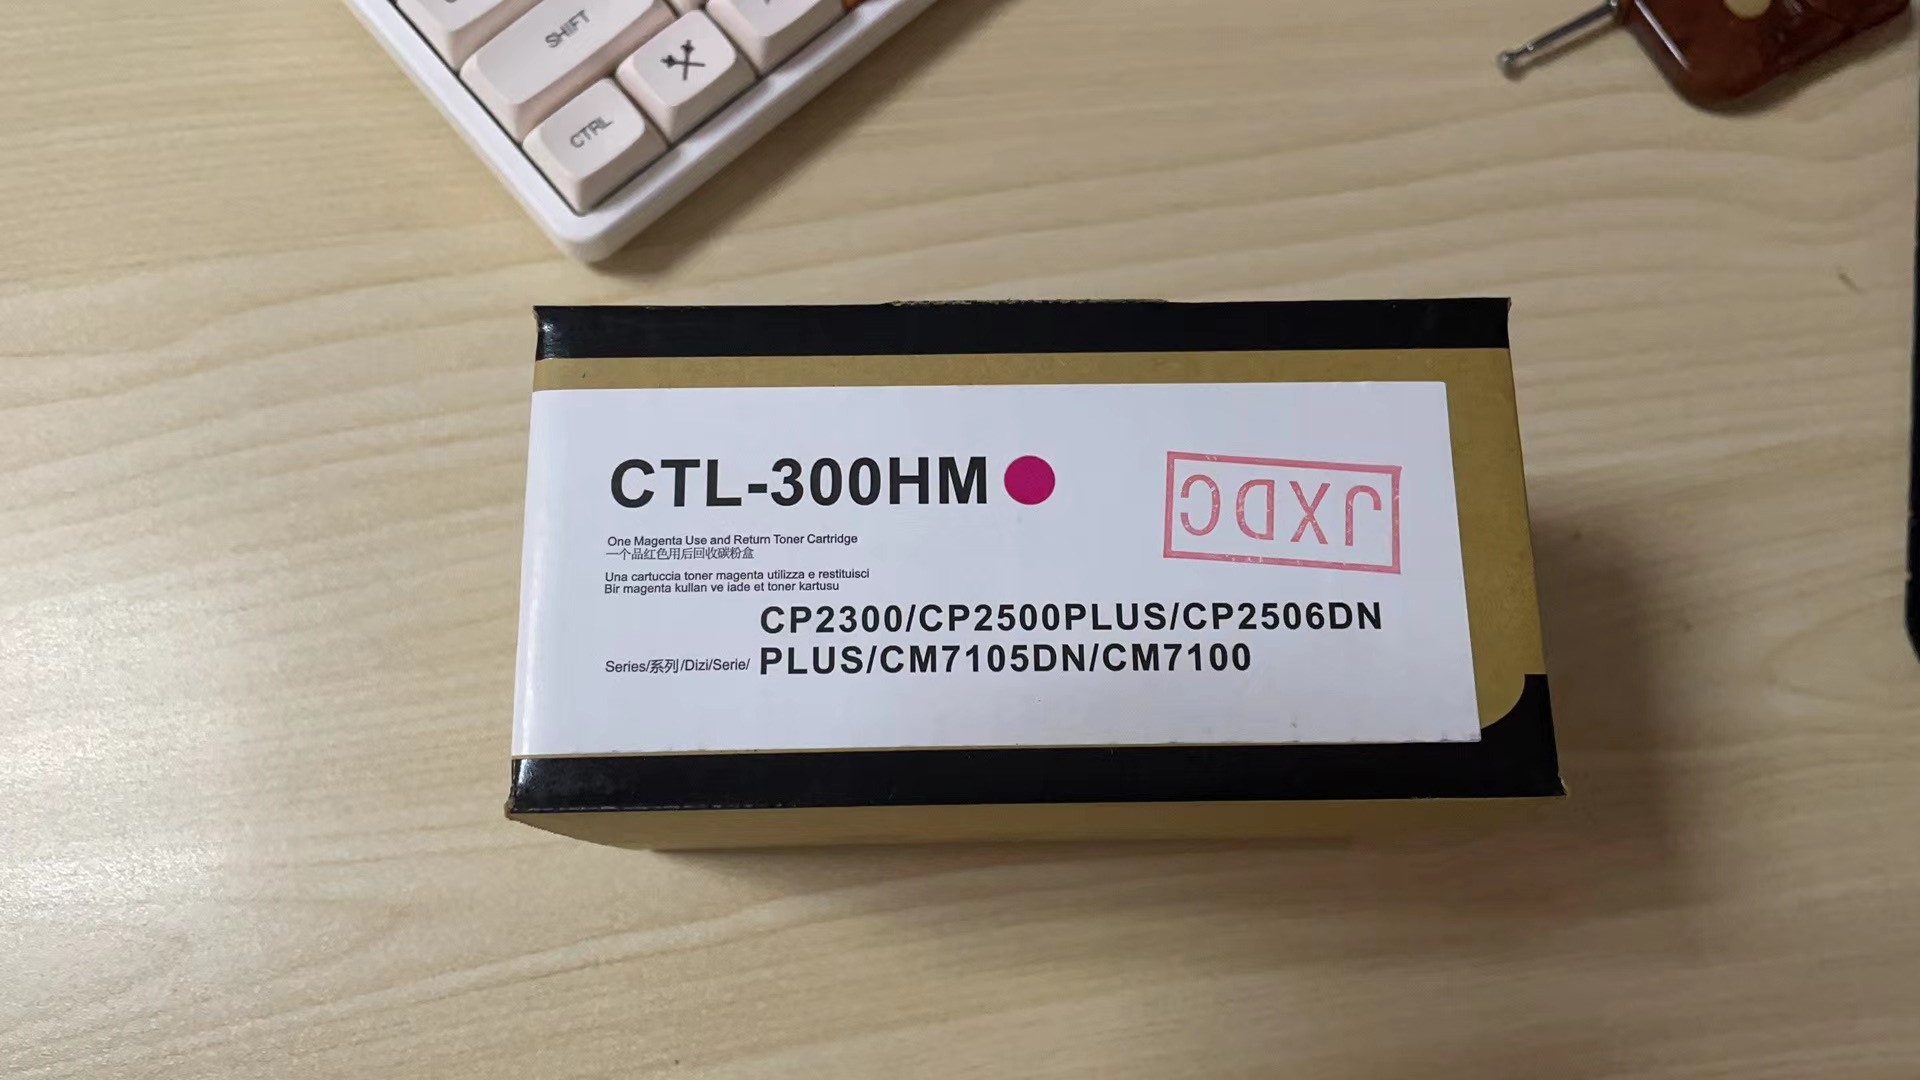 SHIFT
CTRL
CTL-300HM
JXDC
One Magenta Use and Return Toner Cartridge
一个品红色用后回收碳粉盒
Una cartuccia toner magenta utilizza e restituisci
Bir magenta kullan ve iade et toner kartusu
CP2300/CP2500PLUS/CP2506DN
Series/系列/Dizi/Serie/ PLUS/CM7105DN/CM7100